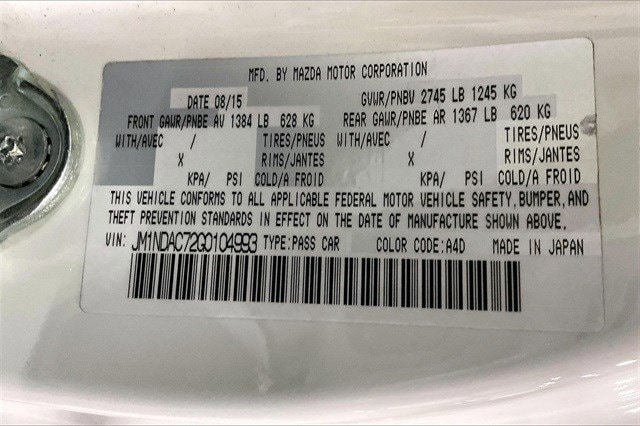 MFD. BY MAZDA MOTOR CORPORATION
DATE 08/15 GVWR/PNBV 2745 LB 1245 KG
FRONT GAWR/PNBE AV 1384 LB 628 KG REAR GAWR/PNBE AR 1367 LB 620 KG
WITH/AVEC / TIRES/PNEUS WITH/AVEC / TIRES/PNEUS
X RIMS/JANTES X RIMS/JANTES
KPA/ PSI COLD/A FROID KPA/ PSI COLD/A FROID
THIS VEHICLE CONFORMS TO ALL APPLICABLE FEDERAL MOTOR VEHICLE SAFETY, BUMPER, AND
THEFT PREVENTION STANDARDS IN EFFECT ON THE DATE OF MANUFACTURE SHOWN ABOVE.
VIN: JM1NDAC72G0104993 TYPE:PASS CAR COLOR CODE:A4D MADE IN JAPAN